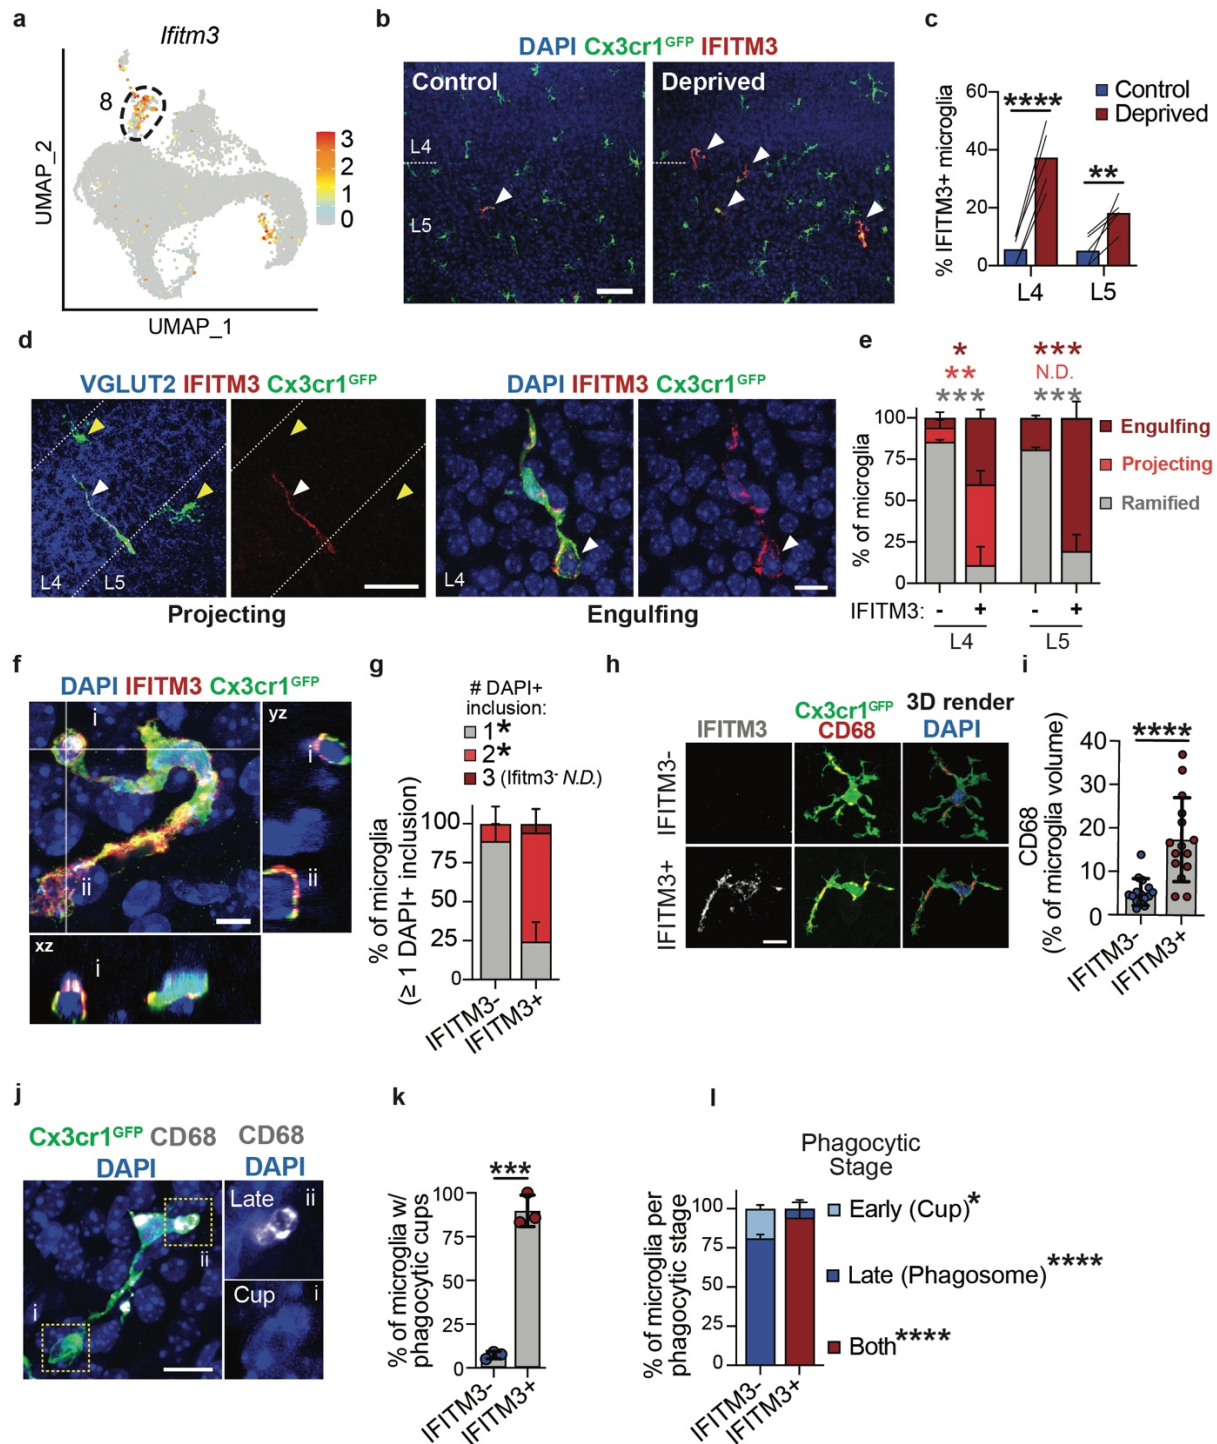 a
Ifitm3
8
3
2
1
0
UMAP_2
UMAP_1
b
DAPI Cx3cr1GFP IFITM3
Control
Deprived
L4
L5
c
Control
Deprived
60
40
20
0
****
**
% IFITM3+ microglia
L4
L5
d
VGLUT2 IFITM3 Cx3cr1GFP
DAPI IFITM3 Cx3cr1GFP
L4
L5
L4
Projecting
Engulfing
e
*
**
***
***
N.D.
***
100
75
50
25
0
% of microglia
Engulfing
Projecting
Ramified
IFITM3:
-
+
-
+
L4
L5
f
DAPI IFITM3 Cx3cr1GFP
i
ii
yz
i
ii
xz
i
g
# DAPI+
inclusion:
1*
2*
3 (Ifitm3- N.D.)
100
75
50
25
0
% of microglia
(≥ 1 DAPI+ inclusion)
IFITM3-
IFITM3+
h
IFITM3
Cx3cr1GFP
CD68
3D render
DAPI
IFITM3-
IFITM3+
i
****
40
30
20
10
0
CD68
(% of microglia volume)
IFITM3-
IFITM3+
j
Cx3cr1GFP CD68
DAPI
CD68
DAPI
i
ii
Late
ii
Cup
i
k
***
100
75
50
25
0
% of microglia w/
phagocytic cups
IFITM3-
IFITM3+
l
Phagocytic
Stage
100
75
50
25
0
% of microglia per
phagocytic stage
Early (Cup)*
Late (Phagosome)****
Both****
IFITM3-
IFITM3+